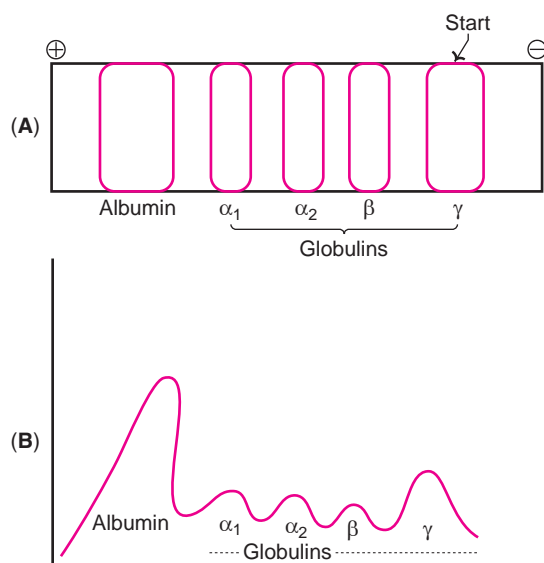 Start
⊕ ⊖
(A)
Albumin α₁ α₂ β γ
Globulins
(B)
Albumin α₁ α₂ β γ
Globulins